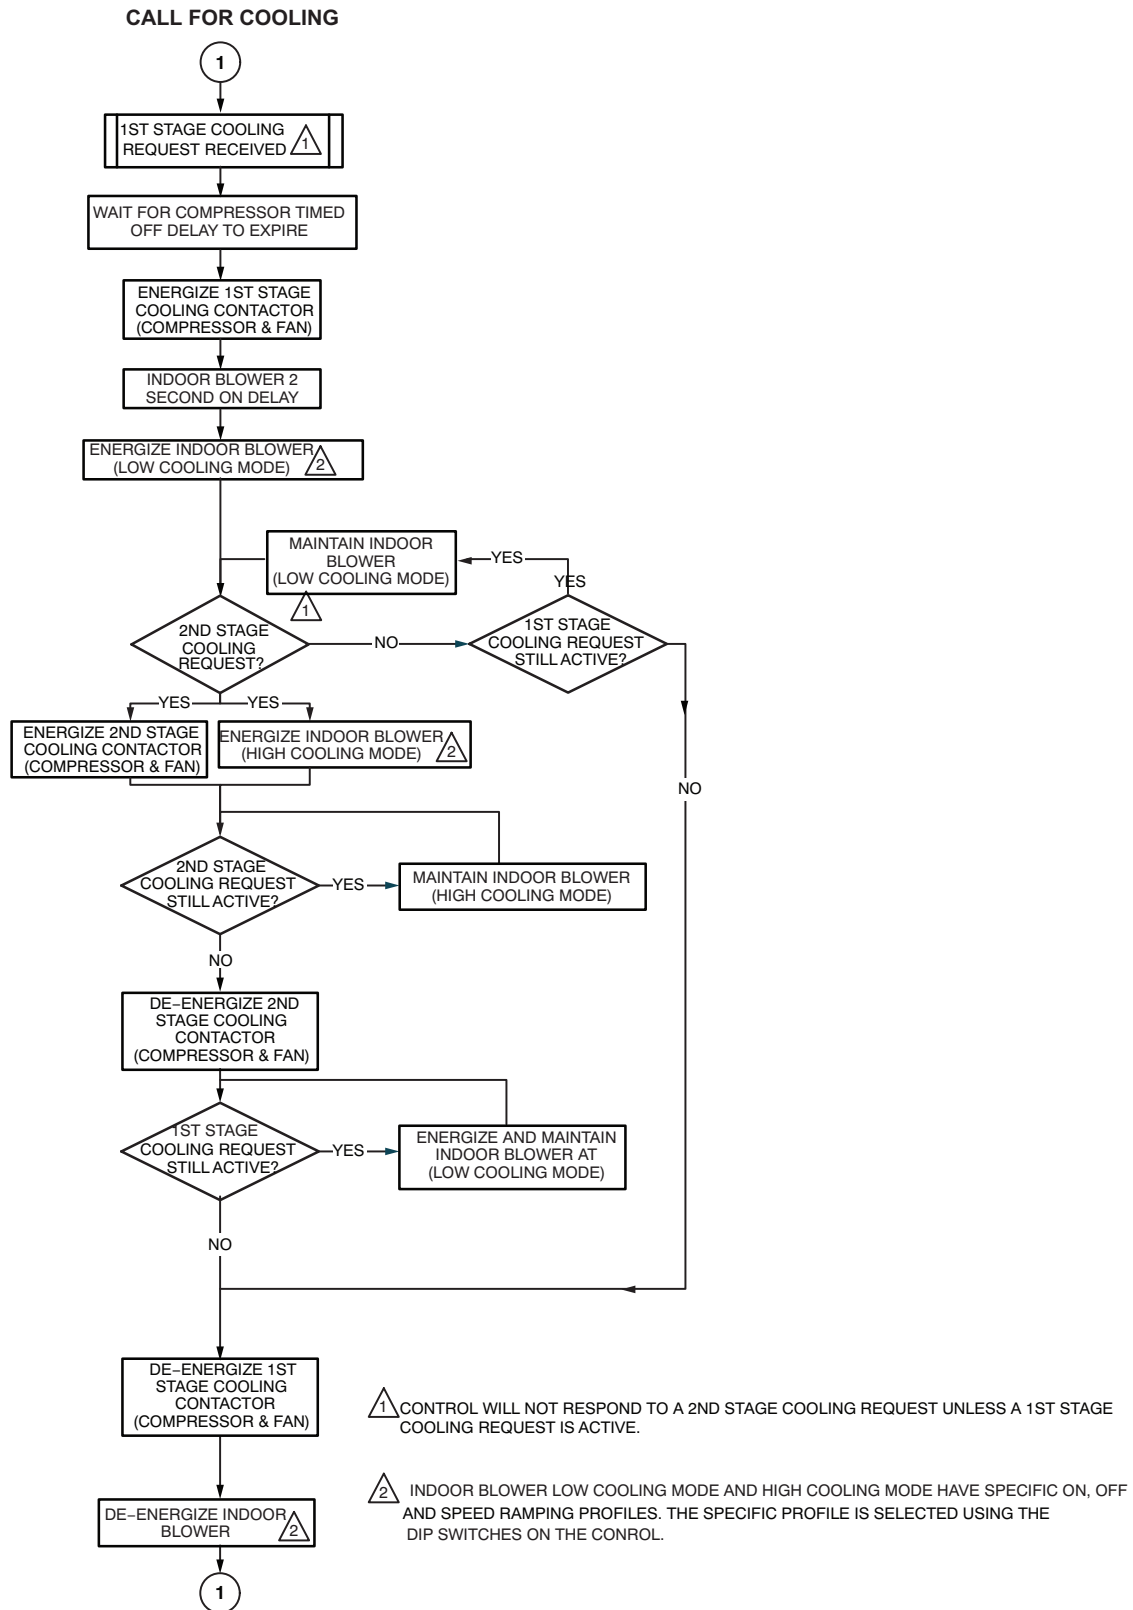 CALL FOR COOLING
1
1ST STAGE COOLING
REQUEST RECEIVED 1
WAIT FOR COMPRESSOR TIMED
OFF DELAY TO EXPIRE
ENERGIZE 1ST STAGE
COOLING CONTACTOR
(COMPRESSOR & FAN)
INDOOR BLOWER 2
SECOND ON DELAY
ENERGIZE INDOOR BLOWER
(LOW COOLING MODE) 2
MAINTAIN INDOOR
BLOWER
(LOW COOLING MODE)
1
YES
YES
2ND STAGE
COOLING
REQUEST?
NO
1ST STAGE
COOLING REQUEST
STILL ACTIVE?
YES
YES
ENERGIZE 2ND STAGE
COOLING CONTACTOR
(COMPRESSOR & FAN)
ENERGIZE INDOOR BLOWER
(HIGH COOLING MODE) 2
NO
2ND STAGE
COOLING REQUEST
STILL ACTIVE?
YES
MAINTAIN INDOOR BLOWER
(HIGH COOLING MODE)
NO
DE–ENERGIZE 2ND
STAGE COOLING
CONTACTOR
(COMPRESSOR & FAN)
1ST STAGE
COOLING REQUEST
STILL ACTIVE?
YES
ENERGIZE AND MAINTAIN
INDOOR BLOWER AT
(LOW COOLING MODE)
NO
DE–ENERGIZE 1ST
STAGE COOLING
CONTACTOR
(COMPRESSOR & FAN)
DE–ENERGIZE INDOOR
BLOWER 2
1
1 CONTROL WILL NOT RESPOND TO A 2ND STAGE COOLING REQUEST UNLESS A 1ST STAGE
COOLING REQUEST IS ACTIVE.
2 INDOOR BLOWER LOW COOLING MODE AND HIGH COOLING MODE HAVE SPECIFIC ON, OFF
AND SPEED RAMPING PROFILES. THE SPECIFIC PROFILE IS SELECTED USING THE
DIP SWITCHES ON THE CONROL.